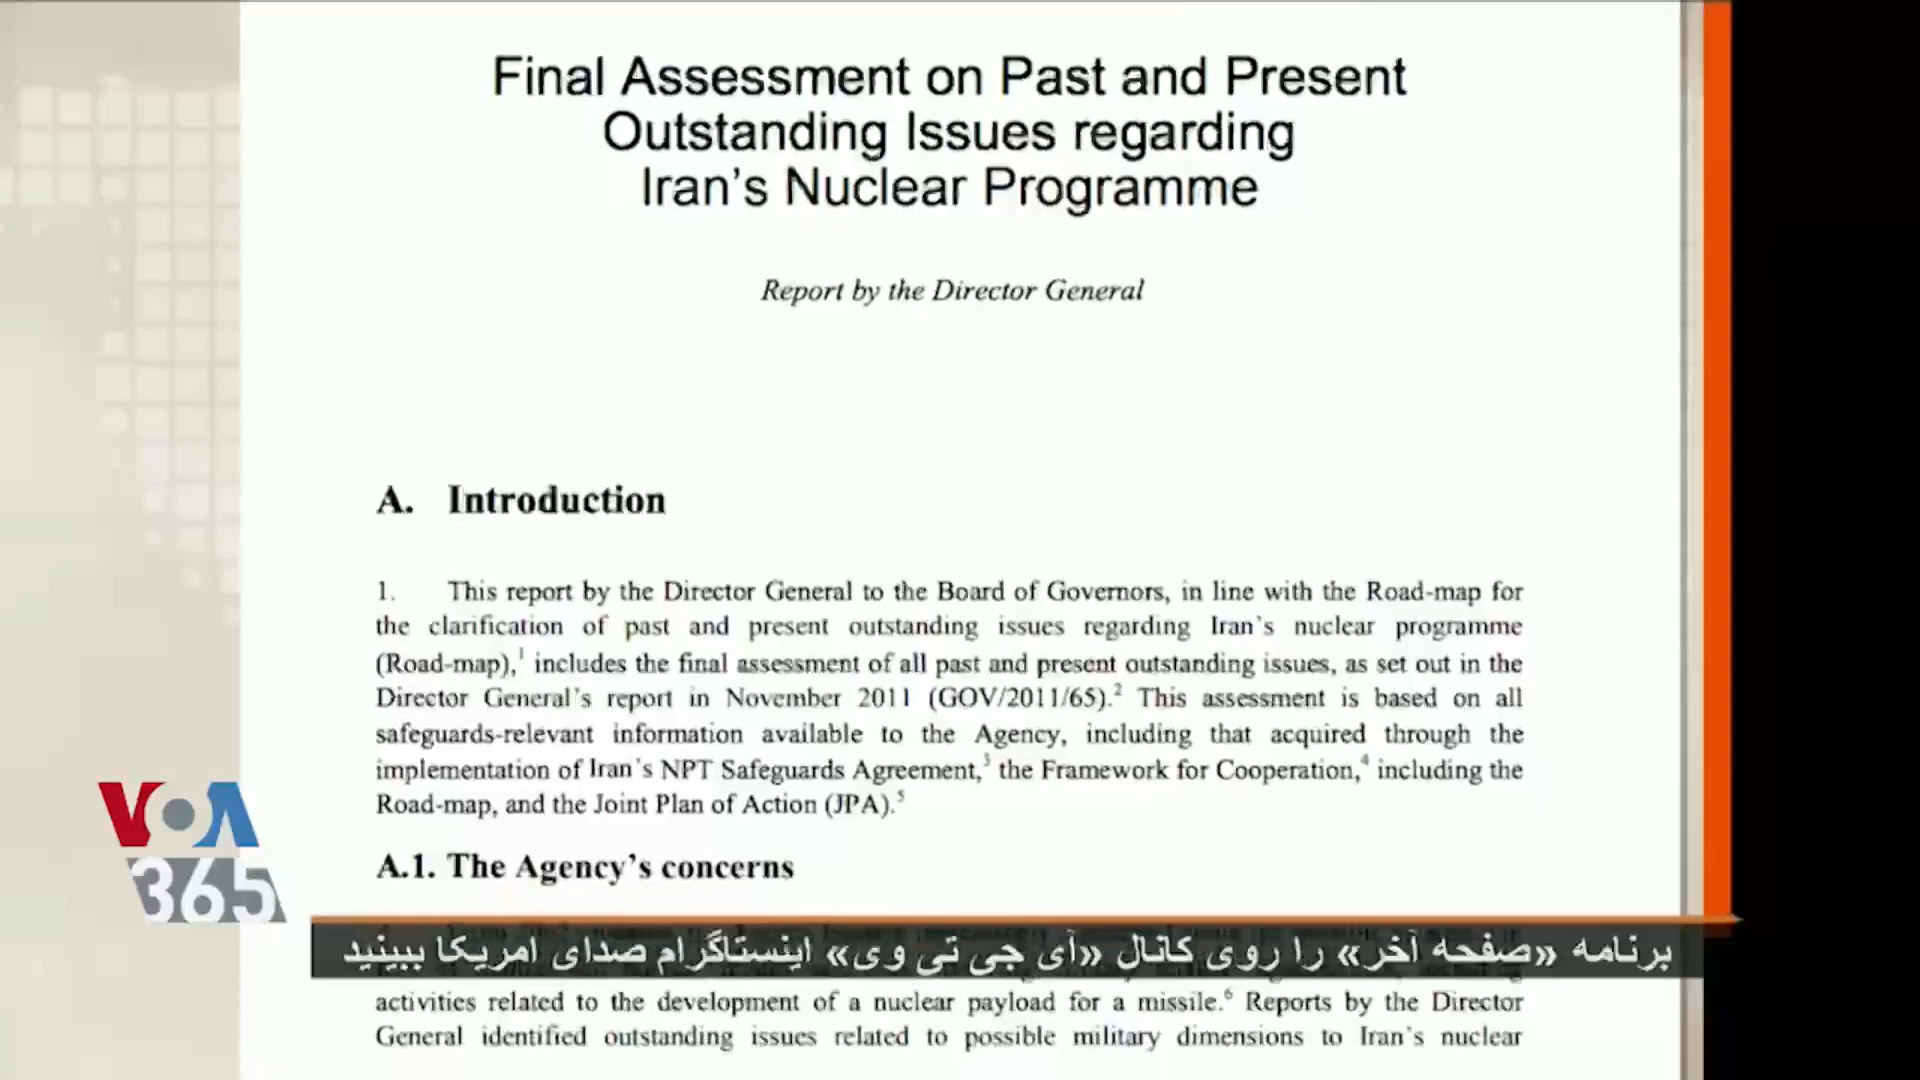 Final Assessment on Past and Present
Outstanding Issues regarding
Iran's Nuclear Programme
Report by the Director General
A. Introduction
1. This report by the Director General to the Board of Governors, in line with the Road-map for
the clarification of past and present outstanding issues regarding Iran's nuclear programme
(Road-map),¹ includes the final assessment of all past and present outstanding issues, as set out in the
Director General's report in November 2011 (GOV/2011/65).² This assessment is based on all
safeguards-relevant information available to the Agency, including that acquired through the
implementation of Iran's NPT Safeguards Agreement,³ the Framework for Cooperation,⁴ including the
Road-map, and the Joint Plan of Action (JPA).⁵
A.1. The Agency's concerns
VOA
365
برنامه «صفحه آخر» را روی کانال «آی جی تی وی» اینستاگرام صدای امریکا ببینید
activities related to the development of a nuclear payload for a missile.⁶ Reports by the Director
General identified outstanding issues related to possible military dimensions to Iran's nuclear